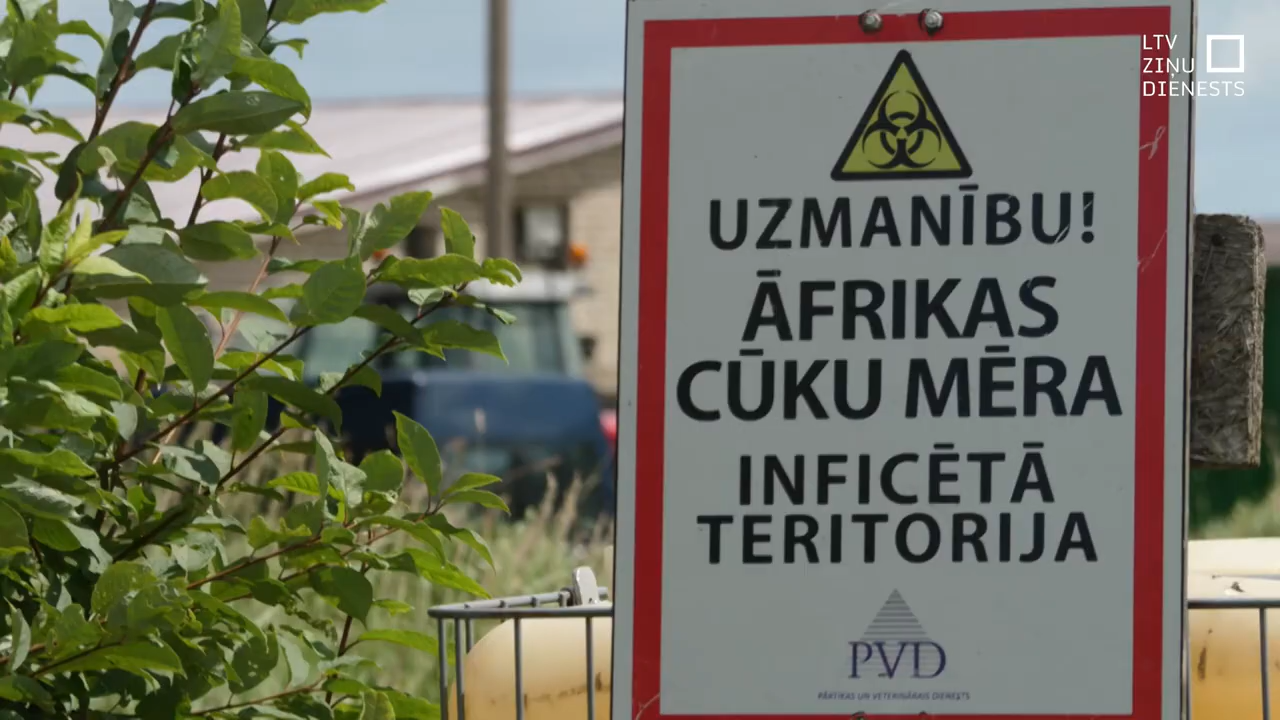 LTV
ZIŅU
DIENESTS
UZMANĪBU!
ĀFRIKAS
CŪKU MĒRA
INFICĒTĀ
TERITORIJA
PVD
PĀRTIKAS UN VETERINĀRAIS DIENESTS